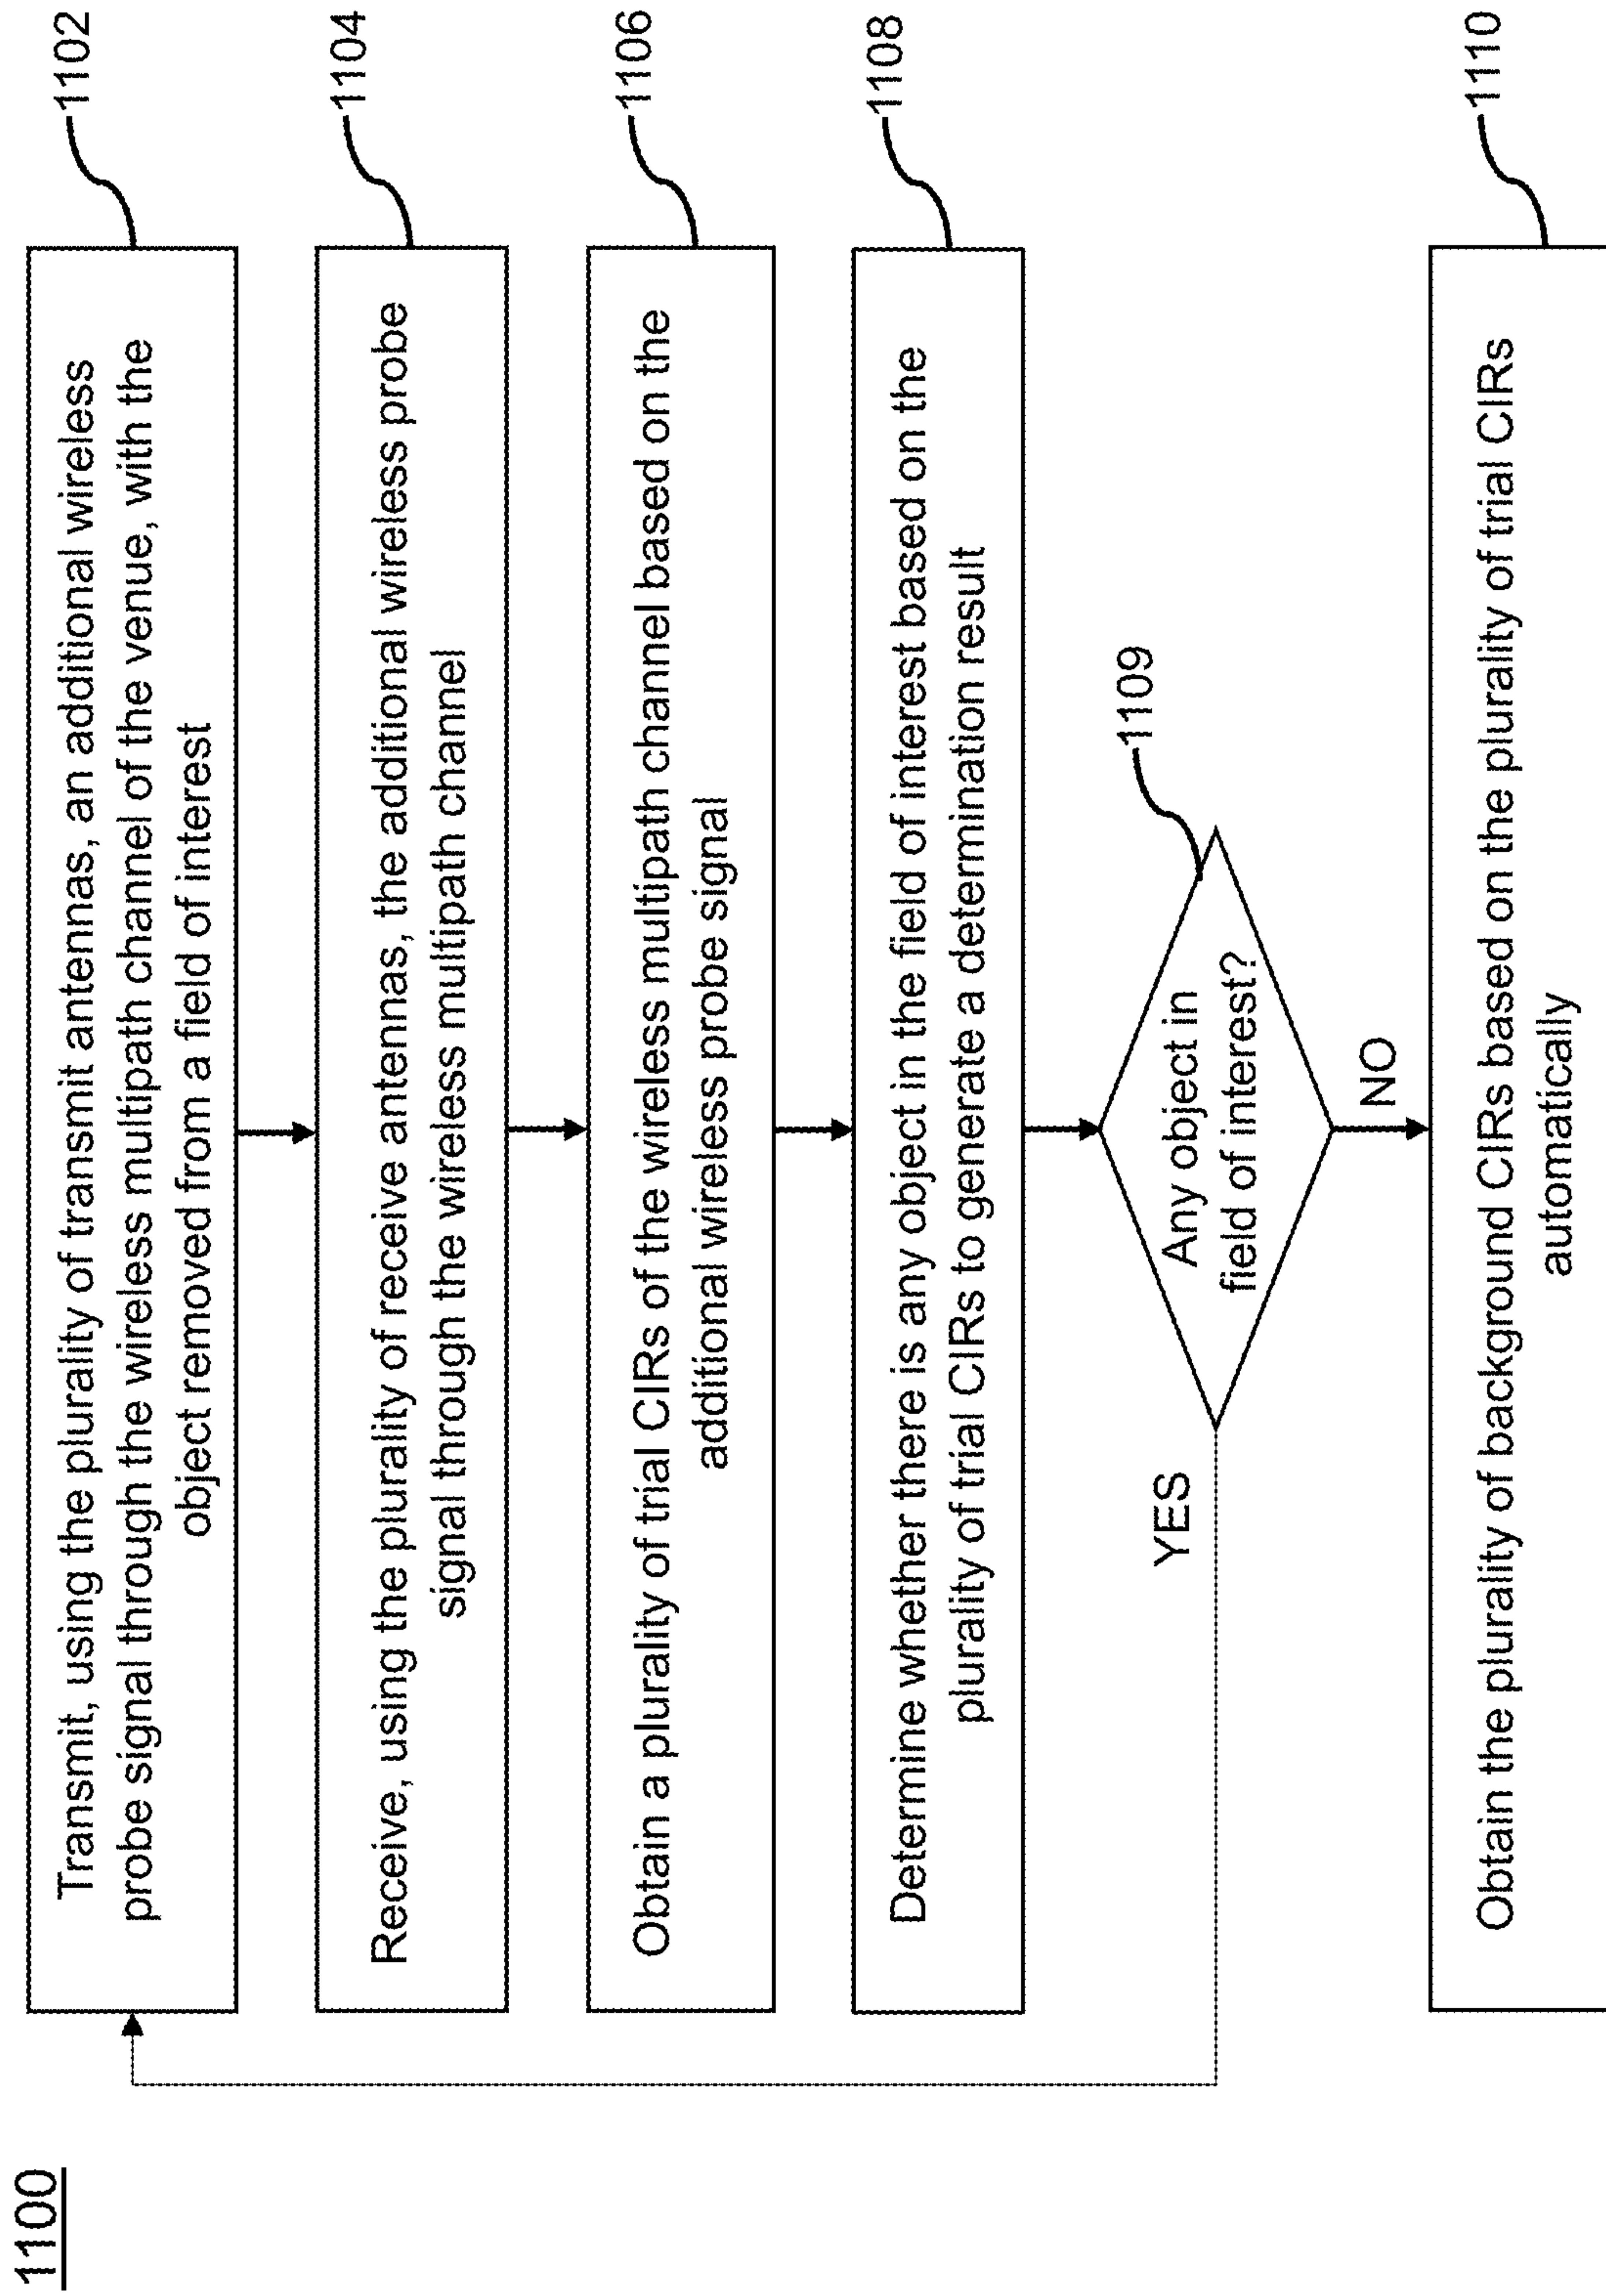 1100
Transmit, using the plurality of transmit antennas, an additional wireless
probe signal through the wireless multipath channel of the venue, with the
object removed from a field of interest
1102
Receive, using the plurality of receive antennas, the additional wireless probe
signal through the wireless multipath channel
1104
Obtain a plurality of trial CIRs of the wireless multipath channel based on the
additional wireless probe signal
1106
Determine whether there is any object in the field of interest based on the
plurality of trial CIRs to generate a determination result
1108
Any object in
field of interest?
1109
YES
NO
Obtain the plurality of background CIRs based on the plurality of trial CIRs
automatically
1110